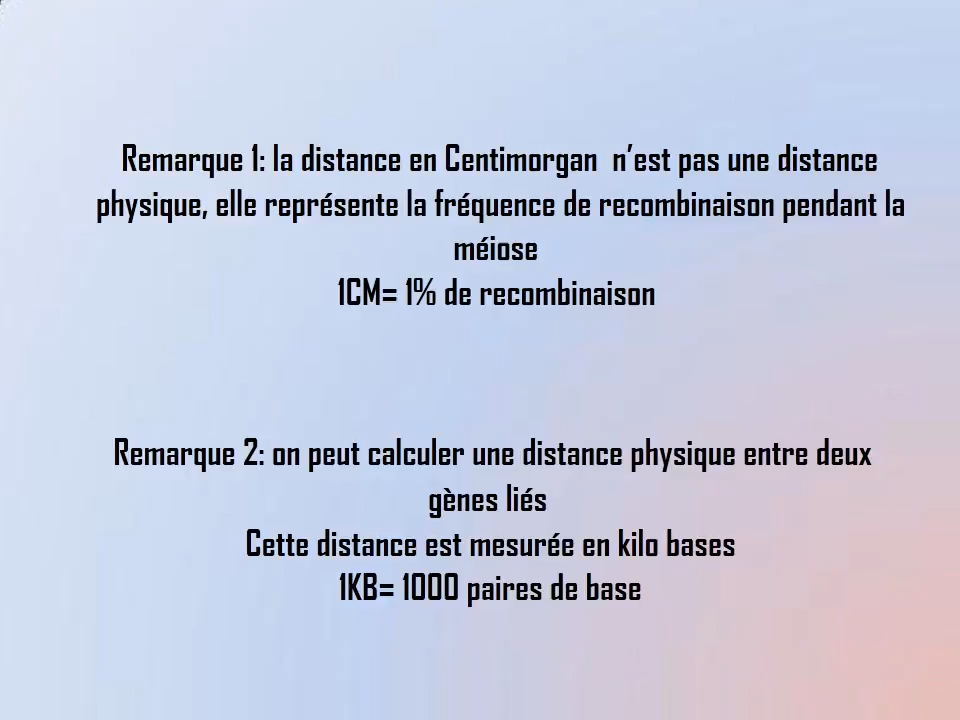 Remarque 1: la distance en Centimorgan n’est pas une distance
physique, elle représente la fréquence de recombinaison pendant la
méiose
1CM= 1% de recombinaison
Remarque 2: on peut calculer une distance physique entre deux
gènes liés
Cette distance est mesurée en kilo bases
1KB= 1000 paires de base